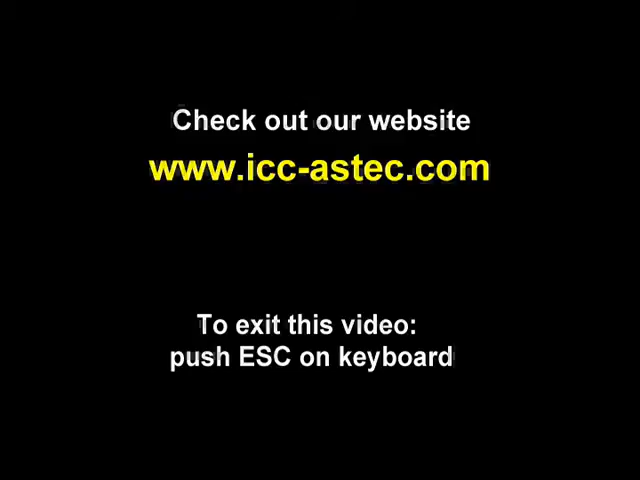 Check out our website
www.icc-astec.com
To exit this video:
push ESC on keyboard